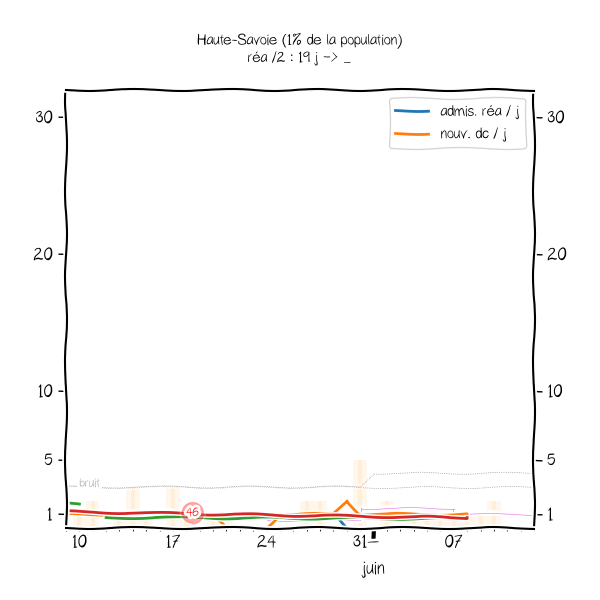 Haute-Savoie (1% de la population)
réa /2 : 19 j -> _
admis. réa / j
nouv. dc / j
30
30
20
20
10
10
5
5
bruit
46
1
1
10
17
24
31
07
juin